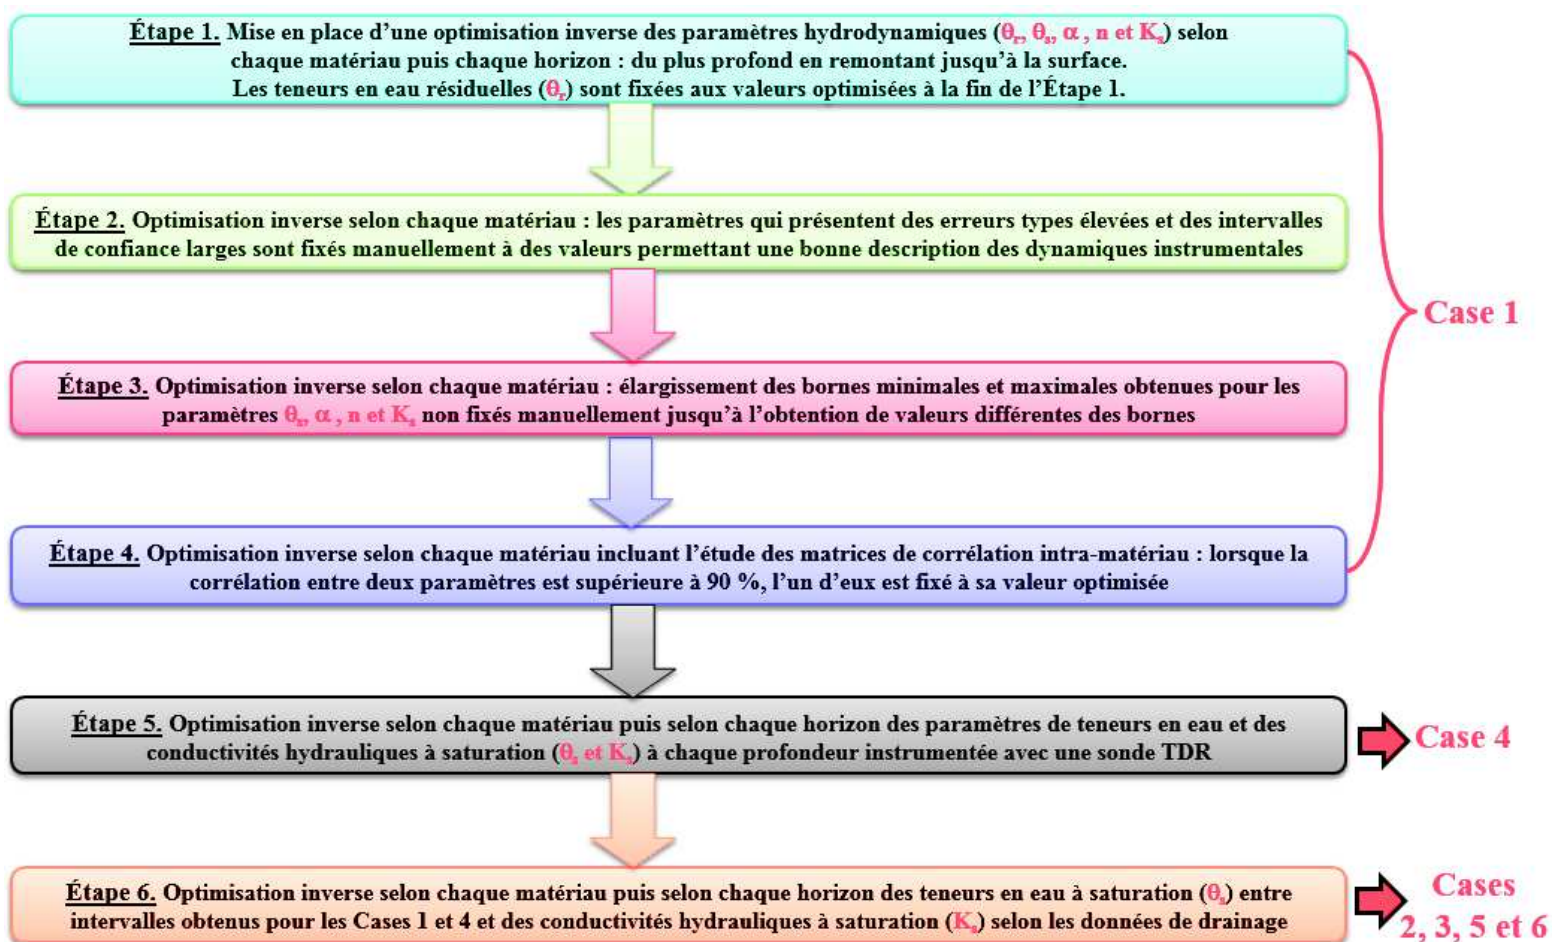 Étape 1. Mise en place d’une optimisation inverse des paramètres hydrodynamiques (θr, θs, α , n et Ks) selon
chaque matériau puis chaque horizon : du plus profond en remontant jusqu’à la surface.
Les teneurs en eau résiduelles (θr) sont fixées aux valeurs optimisées à la fin de l’Étape 1.
Étape 2. Optimisation inverse selon chaque matériau : les paramètres qui présentent des erreurs types élevées et des intervalles
de confiance larges sont fixés manuellement à des valeurs permettant une bonne description des dynamiques instrumentales
Case 1
Étape 3. Optimisation inverse selon chaque matériau : élargissement des bornes minimales et maximales obtenues pour les
paramètres θs, α , n et Ks non fixés manuellement jusqu’à l’obtention de valeurs différentes des bornes
Étape 4. Optimisation inverse selon chaque matériau incluant l’étude des matrices de corrélation intra-matériau : lorsque la
corrélation entre deux paramètres est supérieure à 90 %, l’un d’eux est fixé à sa valeur optimisée
Étape 5. Optimisation inverse selon chaque matériau puis selon chaque horizon des paramètres de teneurs en eau et des
conductivités hydrauliques à saturation (θs et Ks) à chaque profondeur instrumentée avec une sonde TDR
Case 4
Étape 6. Optimisation inverse selon chaque matériau puis selon chaque horizon des teneurs en eau à saturation (θs) entre
intervalles obtenus pour les Cases 1 et 4 et des conductivités hydrauliques à saturation (Ks) selon les données de drainage
Cases
2, 3, 5 et 6